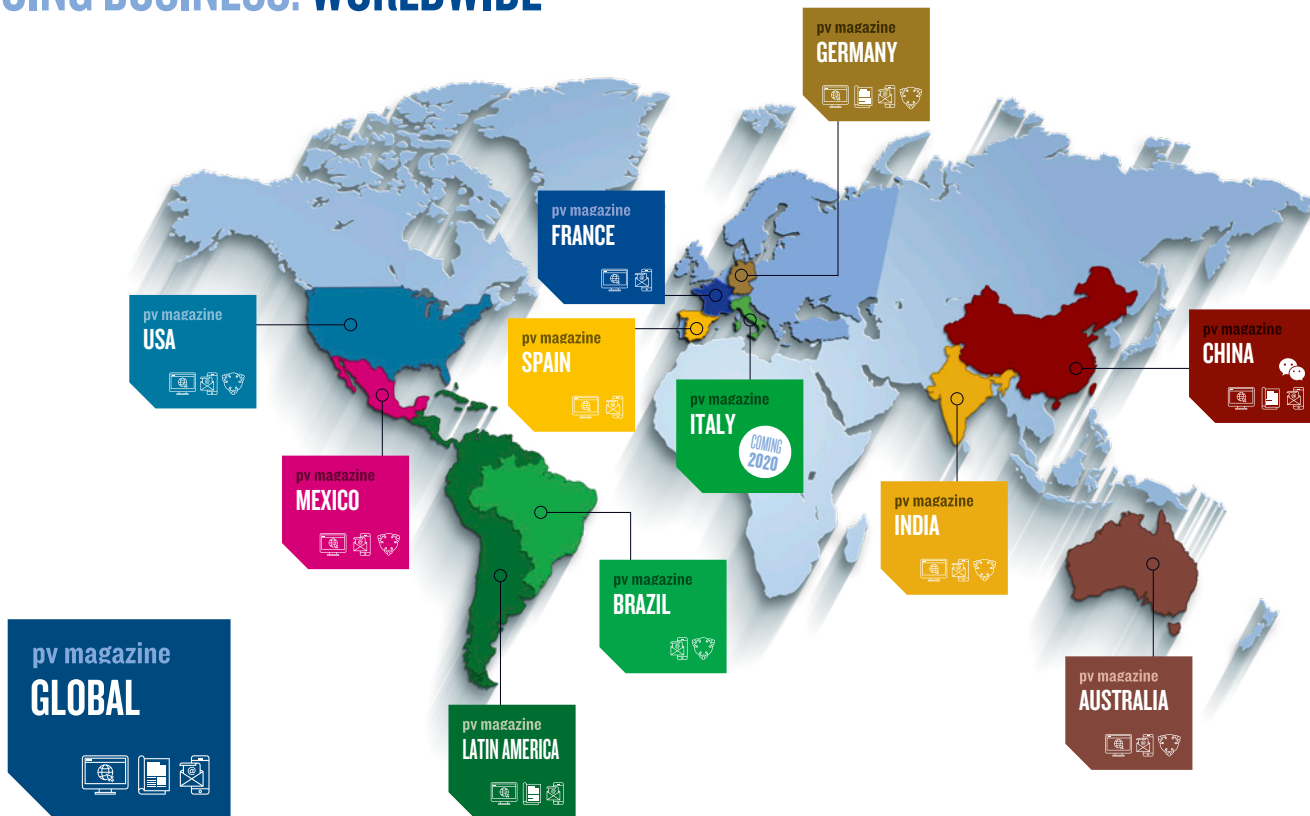 OING BUSINESS: WORLDWIDE
pv magazine
GERMANY
pv magazine
FRANCE
pv magazine
USA
pv magazine
SPAIN
pv magazine
CHINA
pv magazine
ITALY
COMING
2020
pv magazine
MEXICO
pv magazine
INDIA
pv magazine
BRAZIL
pv magazine
GLOBAL
pv magazine
AUSTRALIA
pv magazine
LATIN AMERICA